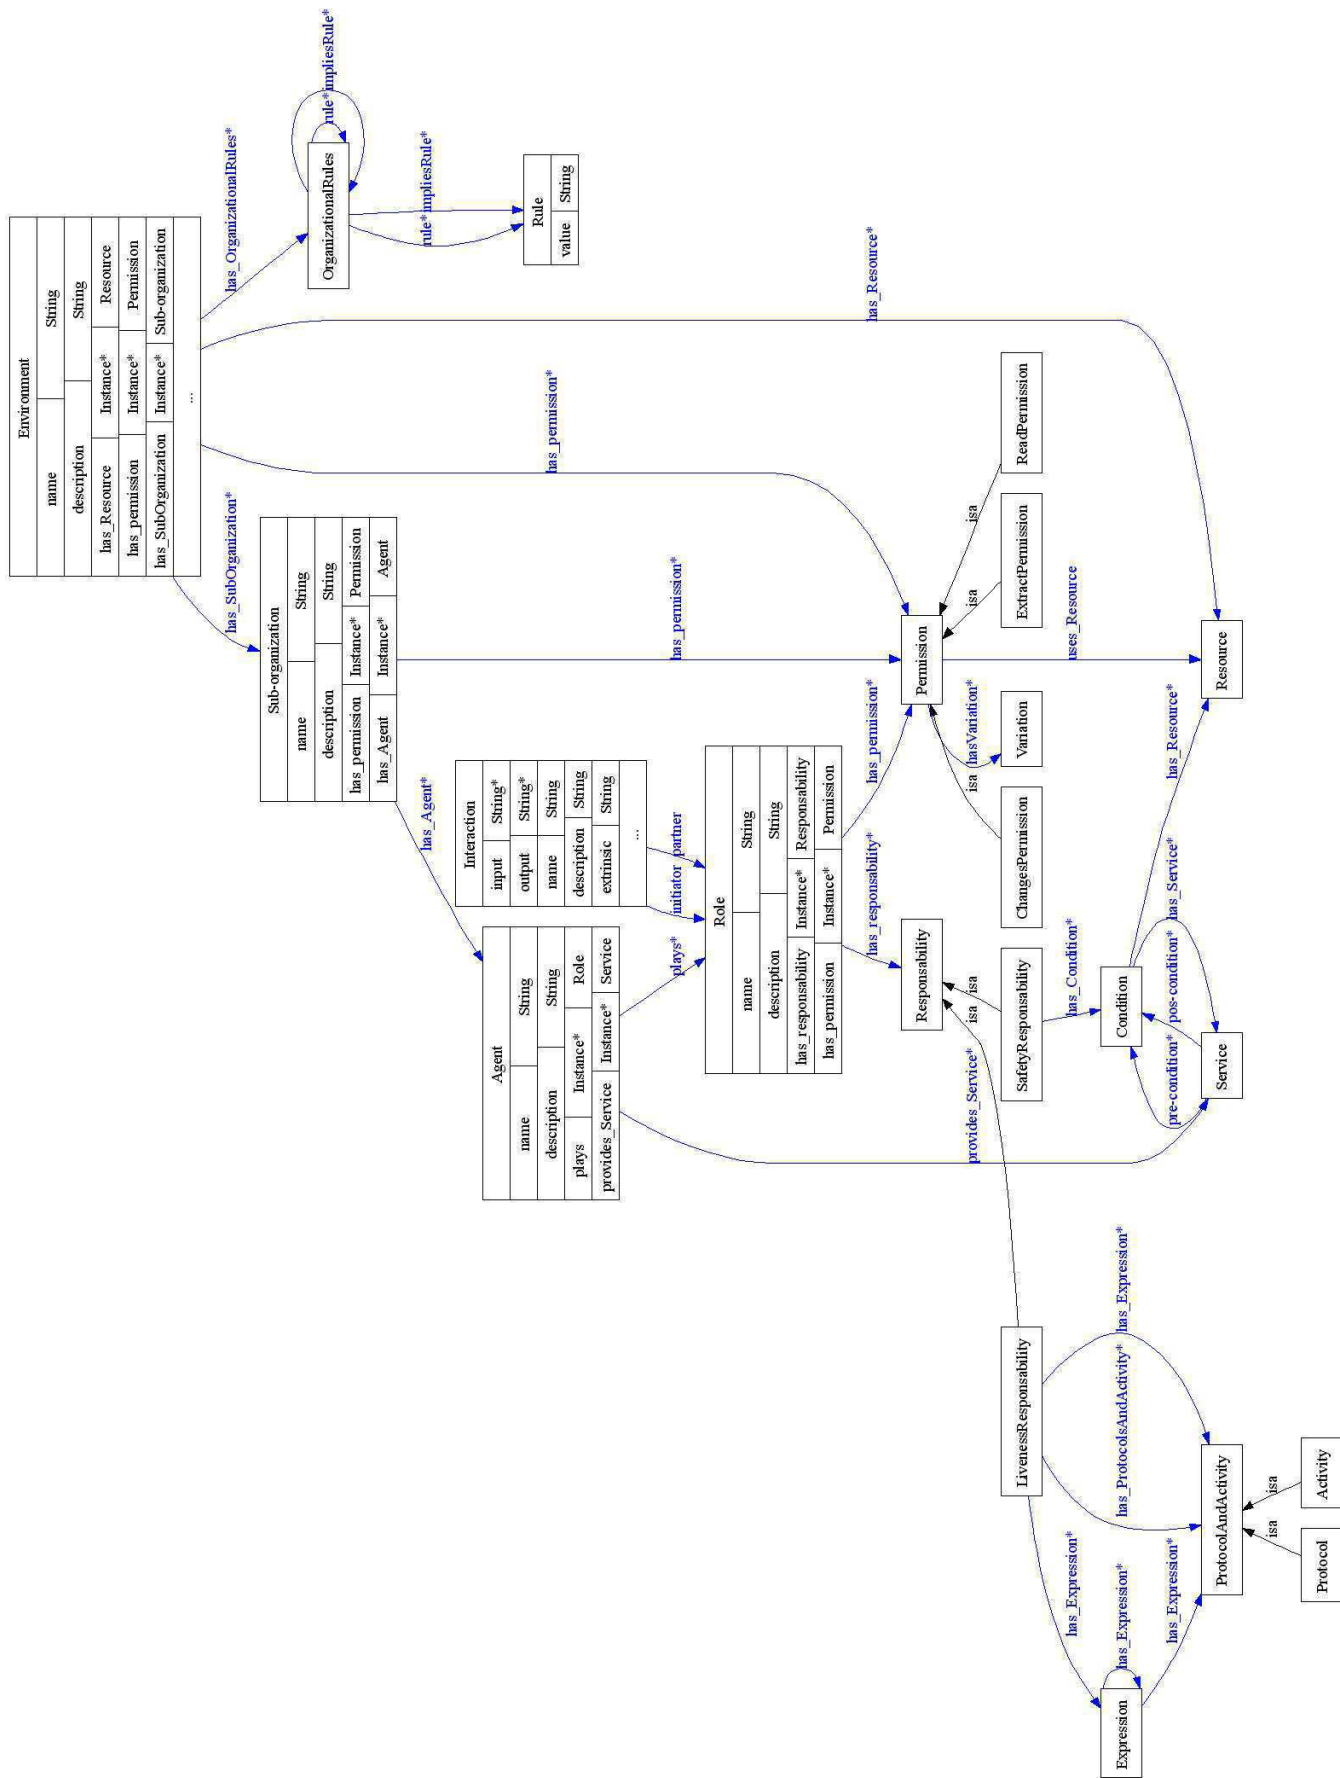 Environment
name String
description String
has_Resource Instance* Resource
has_permission Instance* Permission
has_SubOrganization Instance* Sub-organization
...
has_SubOrganization*
has_OrganizationalRules*
OrganizationalRules
rule* impliesRule*
rule* impliesRule*
Rule
value String
Sub-organization
name String
description String
has_permission Instance* Permission
has_Agent Instance* Agent
has_Agent*
has_permission*
has_permission*
has_Resource*
Interaction
input String*
output String*
name String
description String
extrinsic String
...
initiator partner
Agent
name String
description String
plays Instance* Role
provides_Service Instance* Service
plays*
provides_Service*
Role
name String
description String
has_responsability Instance* Responsability
has_permission Instance* Permission
has_responsability*
has_permission*
Responsability
Permission
isa
isa
isa
hasVariation*
uses_Resource
isa
isa
LivenessResponsability
SafetyResponsability
ChangesPermission
Variation
ExtractPermission
ReadPermission
has_Expression*
has_ProtocolsAndActivity*
has_Expression*
has_Condition*
Expression
Condition
has_Expression*
has_Expression*
pre-condition*
pos-condition*
has_Service*
has_Resource*
ProtocolAndActivity
Service
Resource
isa
isa
Protocol
Activity